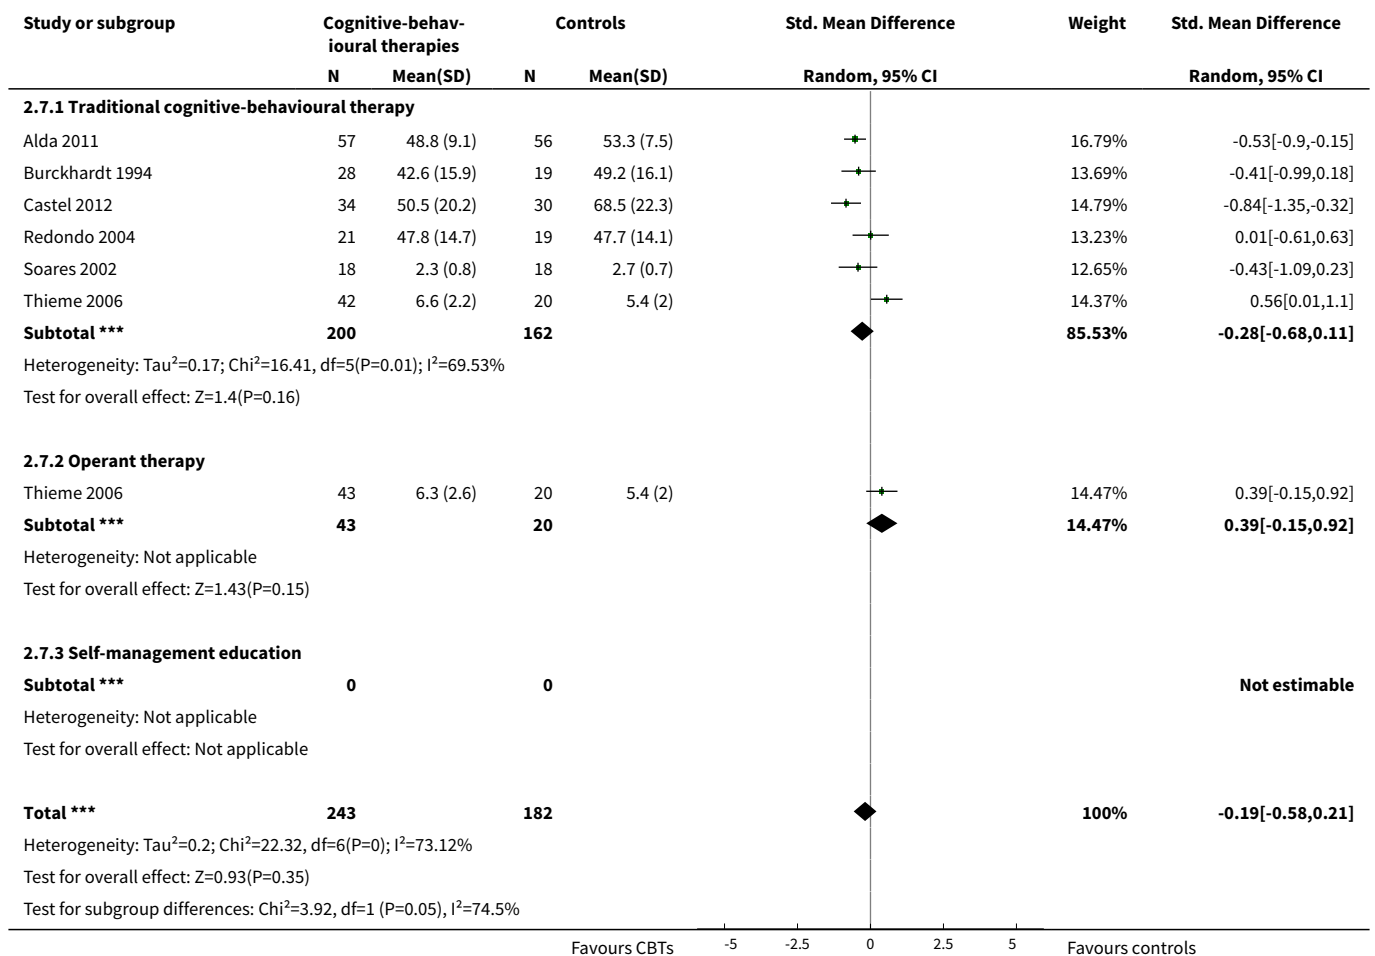 Study or subgroup Cognitive-behav- Controls Std. Mean Difference Weight Std. Mean Difference
ioural therapies
N Mean(SD) N Mean(SD) Random, 95% CI Random, 95% CI
2.7.1 Traditional cognitive-behavioural therapy
Alda 2011 57 48.8 (9.1) 56 53.3 (7.5) 16.79% -0.53[-0.9,-0.15]
Burckhardt 1994 28 42.6 (15.9) 19 49.2 (16.1) 13.69% -0.41[-0.99,0.18]
Castel 2012 34 50.5 (20.2) 30 68.5 (22.3) 14.79% -0.84[-1.35,-0.32]
Redondo 2004 21 47.8 (14.7) 19 47.7 (14.1) 13.23% 0.01[-0.61,0.63]
Soares 2002 18 2.3 (0.8) 18 2.7 (0.7) 12.65% -0.43[-1.09,0.23]
Thieme 2006 42 6.6 (2.2) 20 5.4 (2) 14.37% 0.56[0.01,1.1]
Subtotal *** 200 162 85.53% -0.28[-0.68,0.11]
Heterogeneity: Tau²=0.17; Chi²=16.41, df=5(P=0.01); I²=69.53%
Test for overall effect: Z=1.4(P=0.16)
2.7.2 Operant therapy
Thieme 2006 43 6.3 (2.6) 20 5.4 (2) 14.47% 0.39[-0.15,0.92]
Subtotal *** 43 20 14.47% 0.39[-0.15,0.92]
Heterogeneity: Not applicable
Test for overall effect: Z=1.43(P=0.15)
2.7.3 Self-management education
Subtotal *** 0 0 Not estimable
Heterogeneity: Not applicable
Test for overall effect: Not applicable
Total *** 243 182 100% -0.19[-0.58,0.21]
Heterogeneity: Tau²=0.2; Chi²=22.32, df=6(P=0); I²=73.12%
Test for overall effect: Z=0.93(P=0.35)
Test for subgroup differences: Chi²=3.92, df=1 (P=0.05), I²=74.5%
Favours CBTs -5 -2.5 0 2.5 5 Favours controls